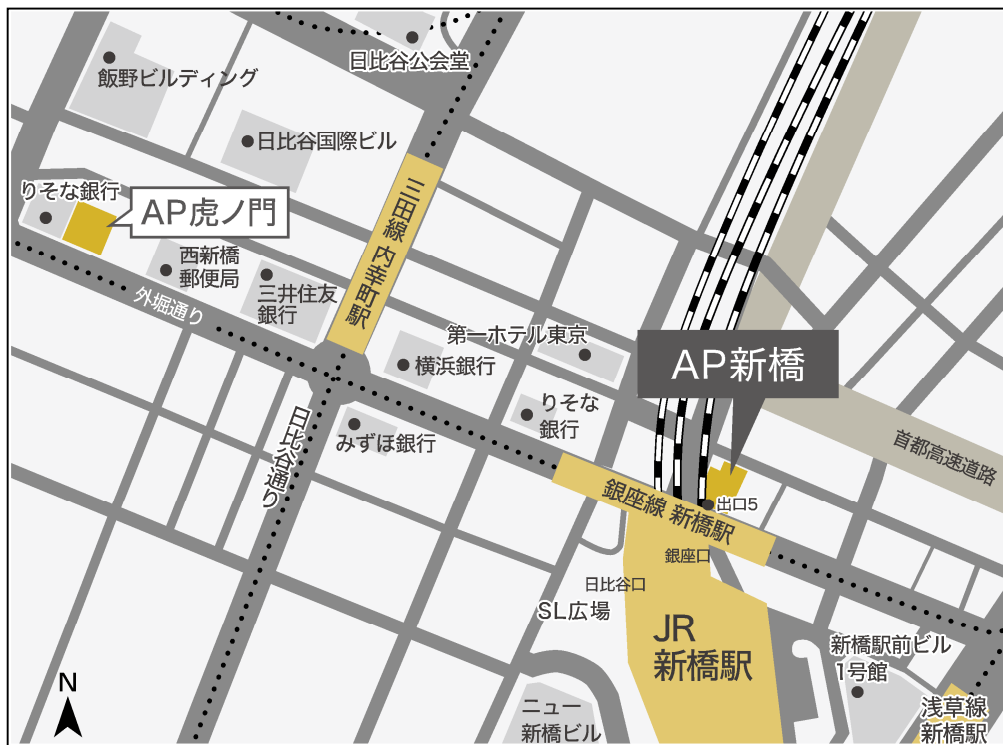 日比谷公会堂
飯野ビルディング
日比谷国際ビル
りそな銀行
AP虎ノ門
西新橋
郵便局
三井住友
銀行
三田線 内幸町駅
外堀通り
第一ホテル東京
横浜銀行
AP新橋
りそな
銀行
みずほ銀行
日比谷通り
首都高速道路
銀座線 新橋駅
出口5
銀座口
日比谷口
SL広場
JR
新橋駅
新橋駅前ビル
1号館
N
ニュー
新橋ビル
浅草線
新橋駅